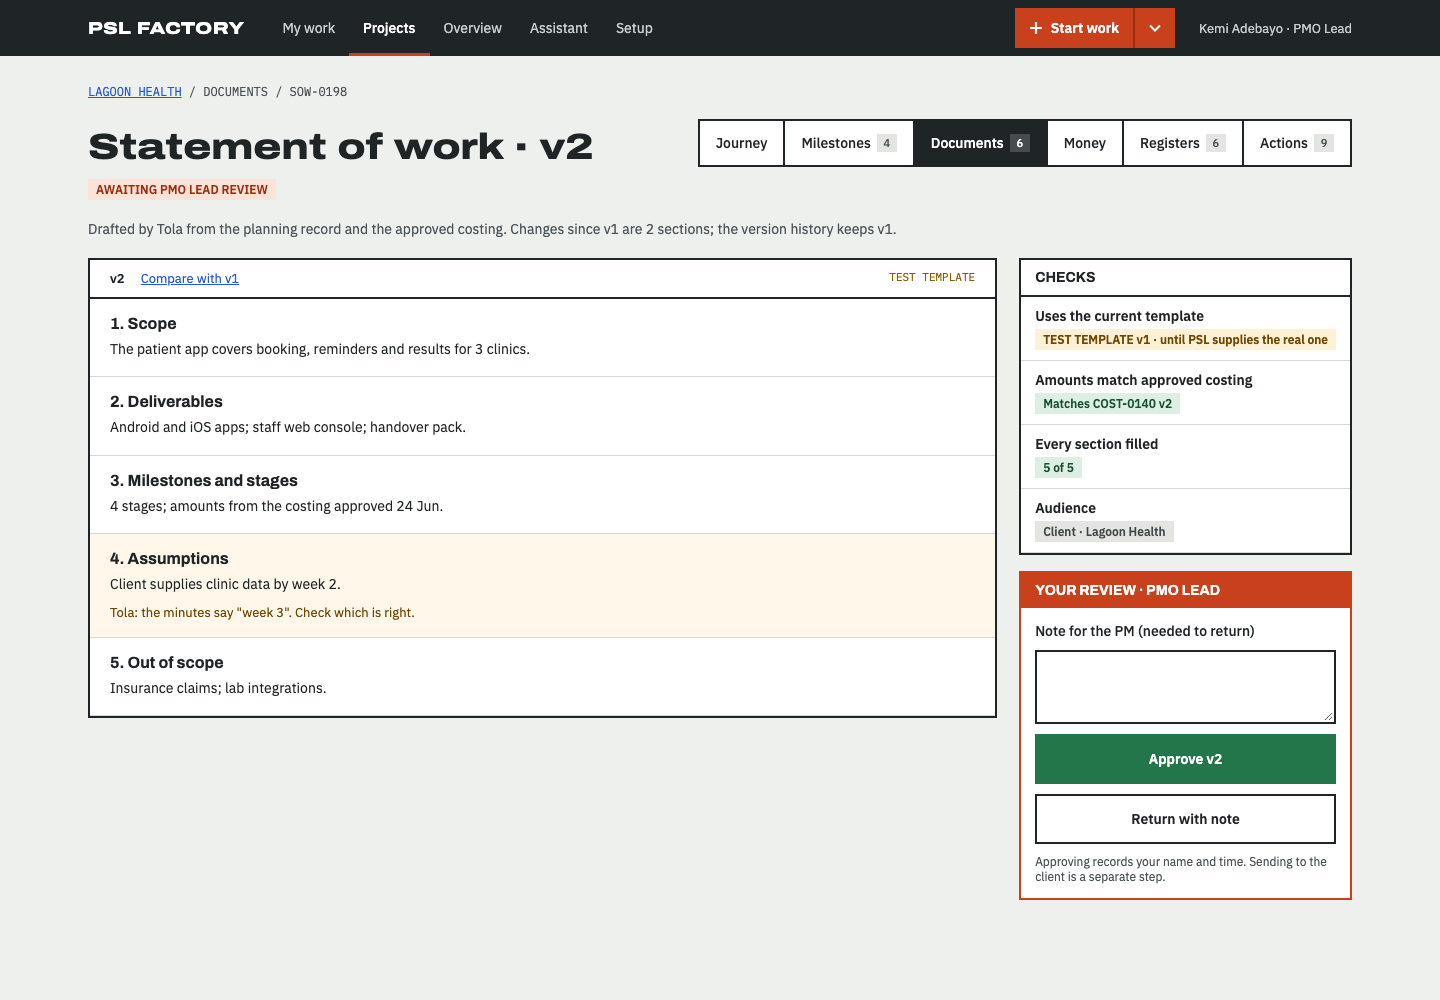 PSL FACTORY
My work
Projects
Overview
Assistant
Setup
+ Start work
Kemi Adebayo · PMO Lead
LAGOON HEALTH / DOCUMENTS / SOW-0198
Statement of work · v2
Journey
Milestones 4
Documents 6
Money
Registers 6
Actions 9
AWAITING PMO LEAD REVIEW
Drafted by Tola from the planning record and the approved costing. Changes since v1 are 2 sections; the version history keeps v1.
v2 Compare with v1
TEST TEMPLATE
1. Scope
The patient app covers booking, reminders and results for 3 clinics.
2. Deliverables
Android and iOS apps; staff web console; handover pack.
3. Milestones and stages
4 stages; amounts from the costing approved 24 Jun.
4. Assumptions
Client supplies clinic data by week 2.
Tola: the minutes say "week 3". Check which is right.
5. Out of scope
Insurance claims; lab integrations.
CHECKS
Uses the current template
TEST TEMPLATE v1 · until PSL supplies the real one
Amounts match approved costing
Matches COST-0140 v2
Every section filled
5 of 5
Audience
Client · Lagoon Health
YOUR REVIEW · PMO LEAD
Note for the PM (needed to return)
Approve v2
Return with note
Approving records your name and time. Sending to the
client is a separate step.